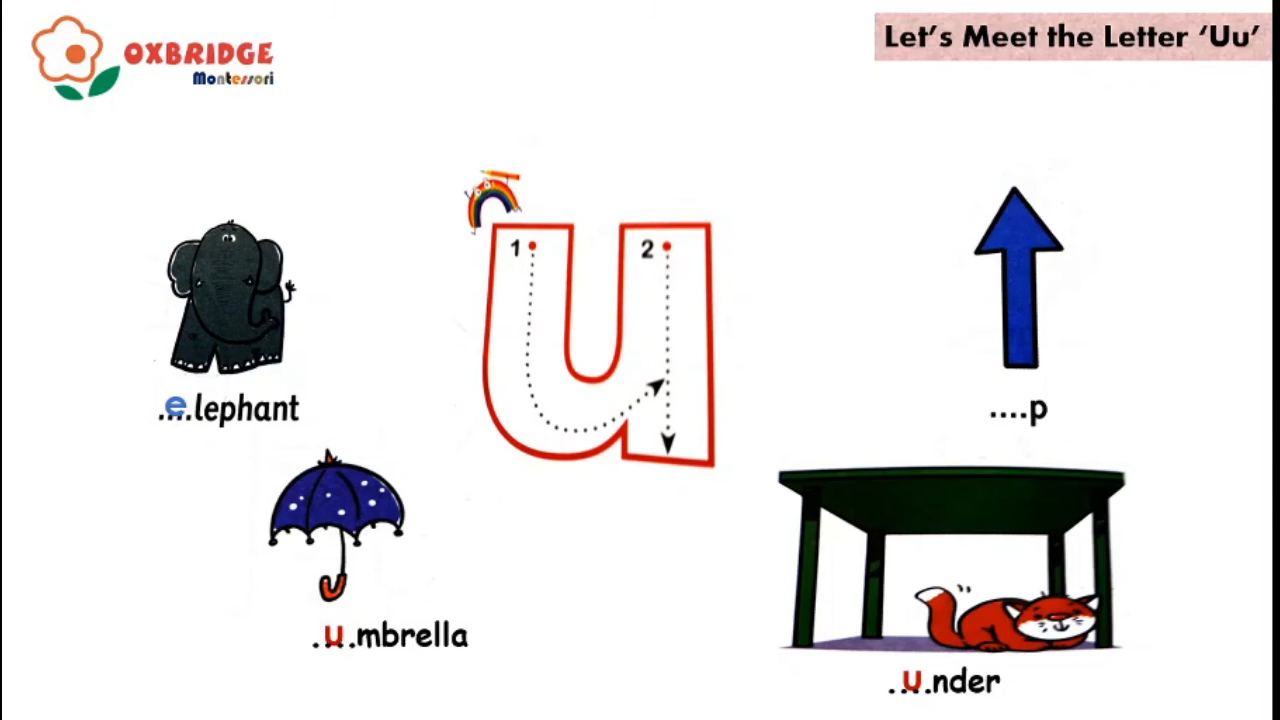 OXBRIDGE
Montessori
Let's Meet the Letter 'Uu'
1
2
.e..lephant
....p
.u..mbrella
.u..nder